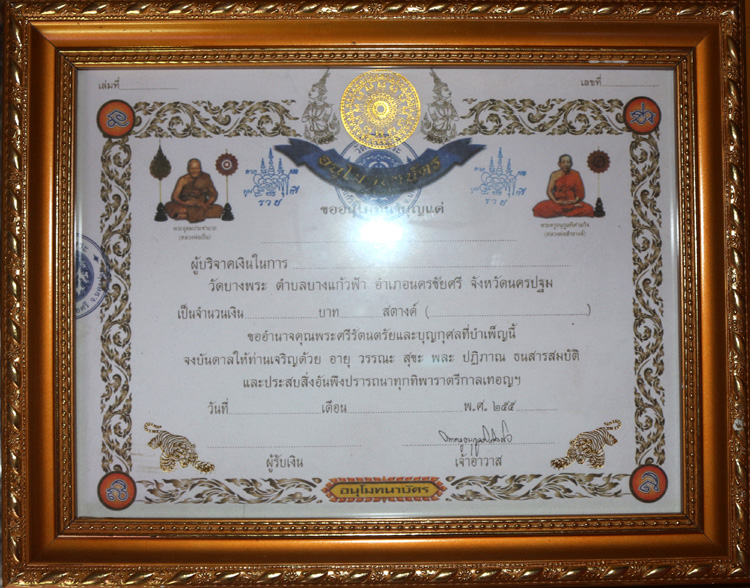 เล่มที่
เลขที่
อนุโมทนาบัตร
รวย
รวย
ขออนุโมทนาบุญแด่
ผู้บริจาคเงินในการ
วัดบางพระ ตำบลบางแก้วฟ้า อำเภอนครชัยศรี จังหวัดนครปฐม
เป็นจำนวนเงิน บาท สตางค์ ( )
ขออำนาจคุณพระศรีรัตนตรัยและบุญกุศลที่บำเพ็ญนี้
จงบันดาลให้ท่านเจริญด้วย อายุ วรรณะ สุขะ พละ ปฏิภาณ ธนสารสมบัติ
และประสบสิ่งอันพึงปรารถนาทุกทิพาราตรีกาลเทอญฯ
วันที่ เดือน พ.ศ. ๒๕๕
ผู้รับเงิน เจ้าอาวาส
อนุโมทนาบัตร